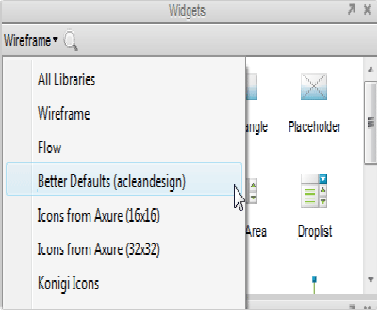 Widgets
Wireframe
All Libraries
Wireframe
Flow
Better Defaults (acleandesign)
Icons from Axure (16x16)
Icons from Axure (32x32)
Konigi icons
angle Placeholder
Area Droplist